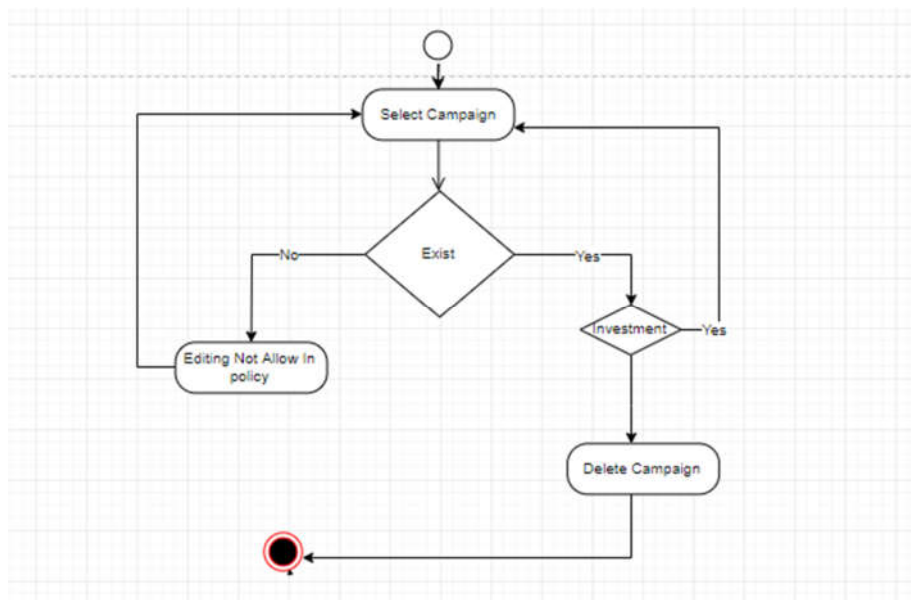 Select Campaign
Exist
No
Yes
Investment
Yes
Editing Not Allow In
policy
Delete Campaign